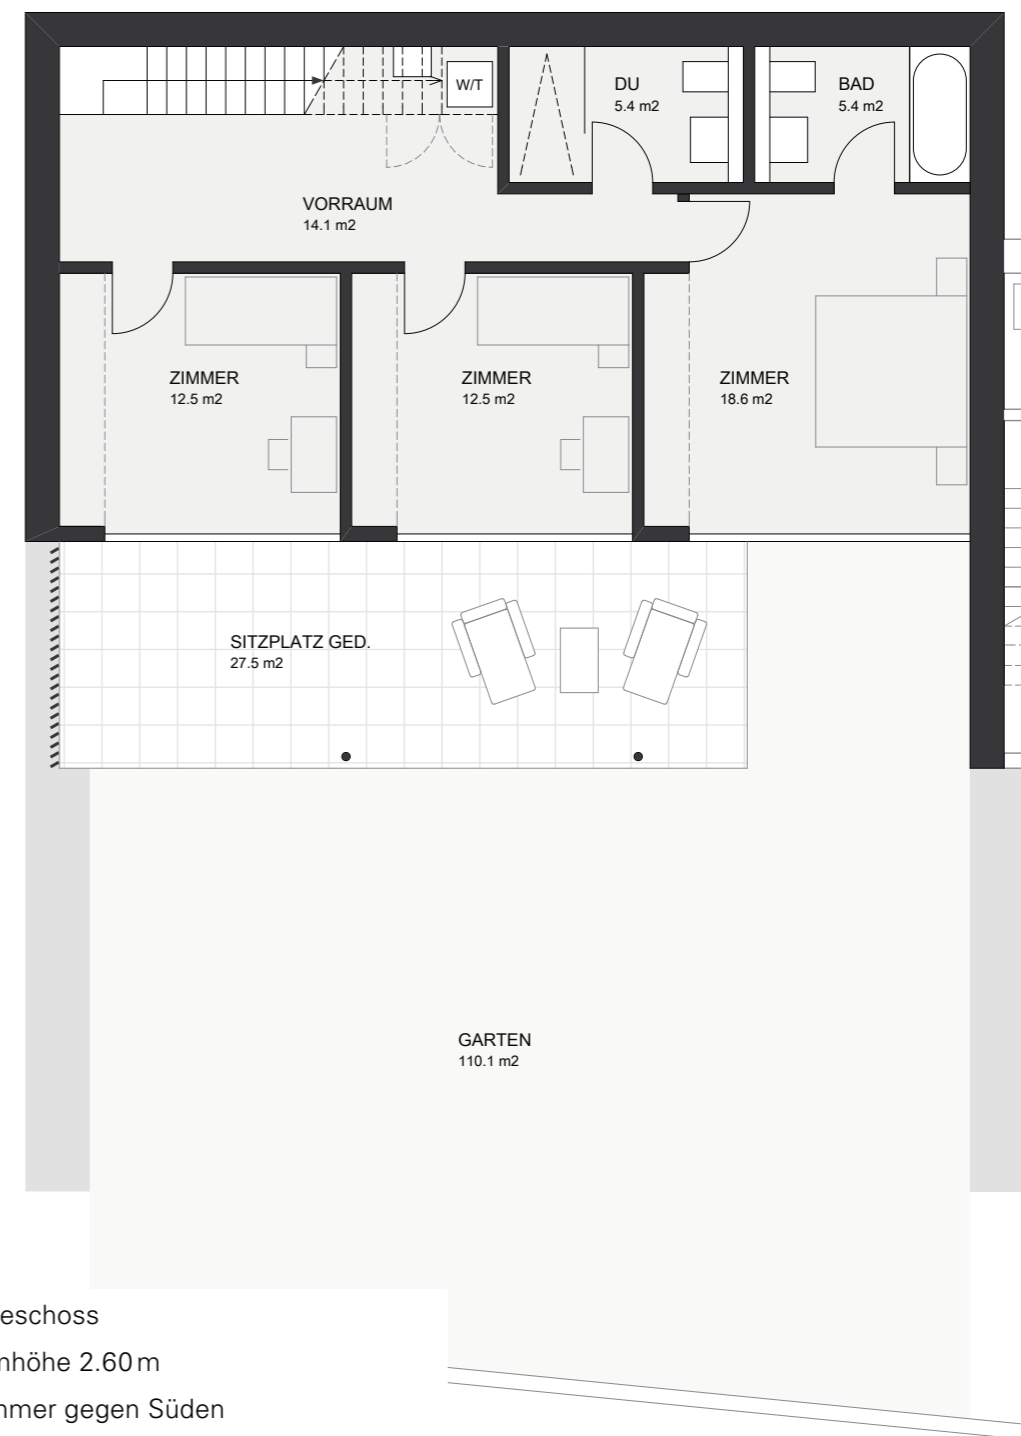 W/T
DU
5.4 m2
BAD
5.4 m2
VORRAUM
14.1 m2
ZIMMER
12.5 m2
ZIMMER
12.5 m2
ZIMMER
18.6 m2
SITZPLATZ GED.
27.5 m2
GARTEN
110.1 m2
eschoss
mhöhe 2.60 m
mmer gegen Süden